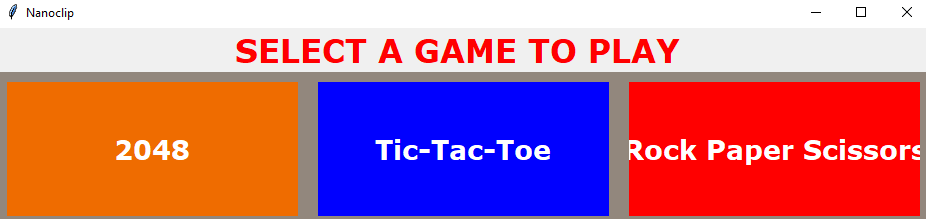 Nanoclip
SELECT A GAME TO PLAY
2048
Tic-Tac-Toe
Rock Paper Scissors